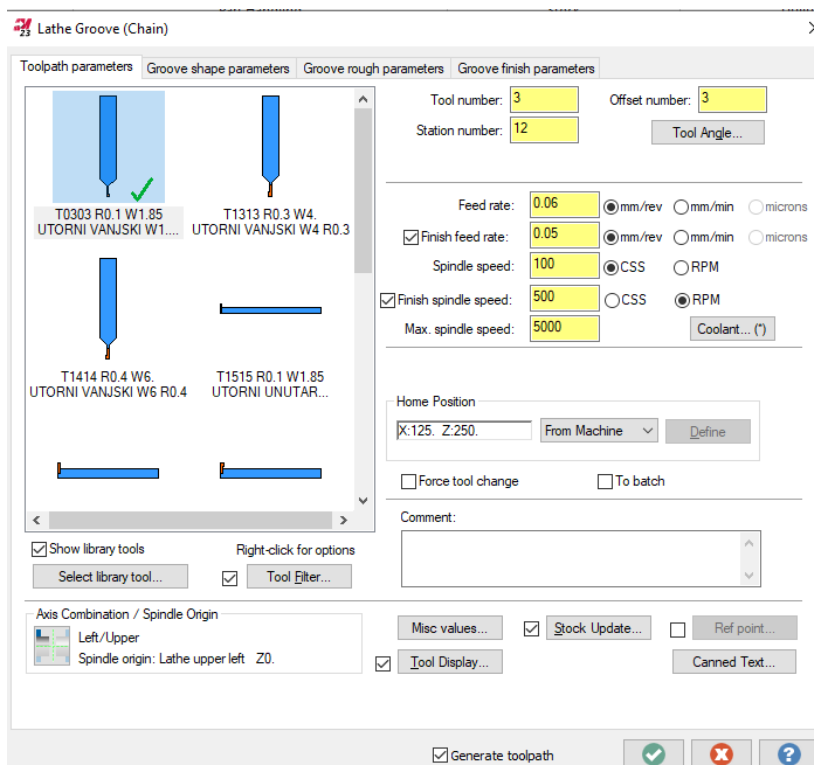 Lathe Groove (Chain)
Toolpath parameters Groove shape parameters Groove rough parameters Groove finish parameters
T0303 R0.1 W1.85
UTORNI VANJSKI W1....
T1313 R0.3 W4.
UTORNI VANJSKI W4 R0.3
T1414 R0.4 W6.
UTORNI VANJSKI W6 R0.4
T1515 R0.1 W1.85
UTORNI UNUTAR...
Show library tools
Right-click for options
Select library tool...
Tool Filter...
Tool number: 3
Offset number: 3
Station number: 12
Tool Angle...
Feed rate: 0.06 mm/rev mm/min microns
Finish feed rate: 0.05 mm/rev mm/min microns
Spindle speed: 100 CSS RPM
Finish spindle speed: 500 CSS RPM
Max. spindle speed: 5000
Coolant... (*)
Home Position
X:125. Z:250. From Machine Define
Force tool change
To batch
Comment:
Axis Combination / Spindle Origin
Left/Upper
Spindle origin: Lathe upper left Z0.
Misc values...
Stock Update...
Ref point...
Tool Display...
Canned Text...
Generate toolpath